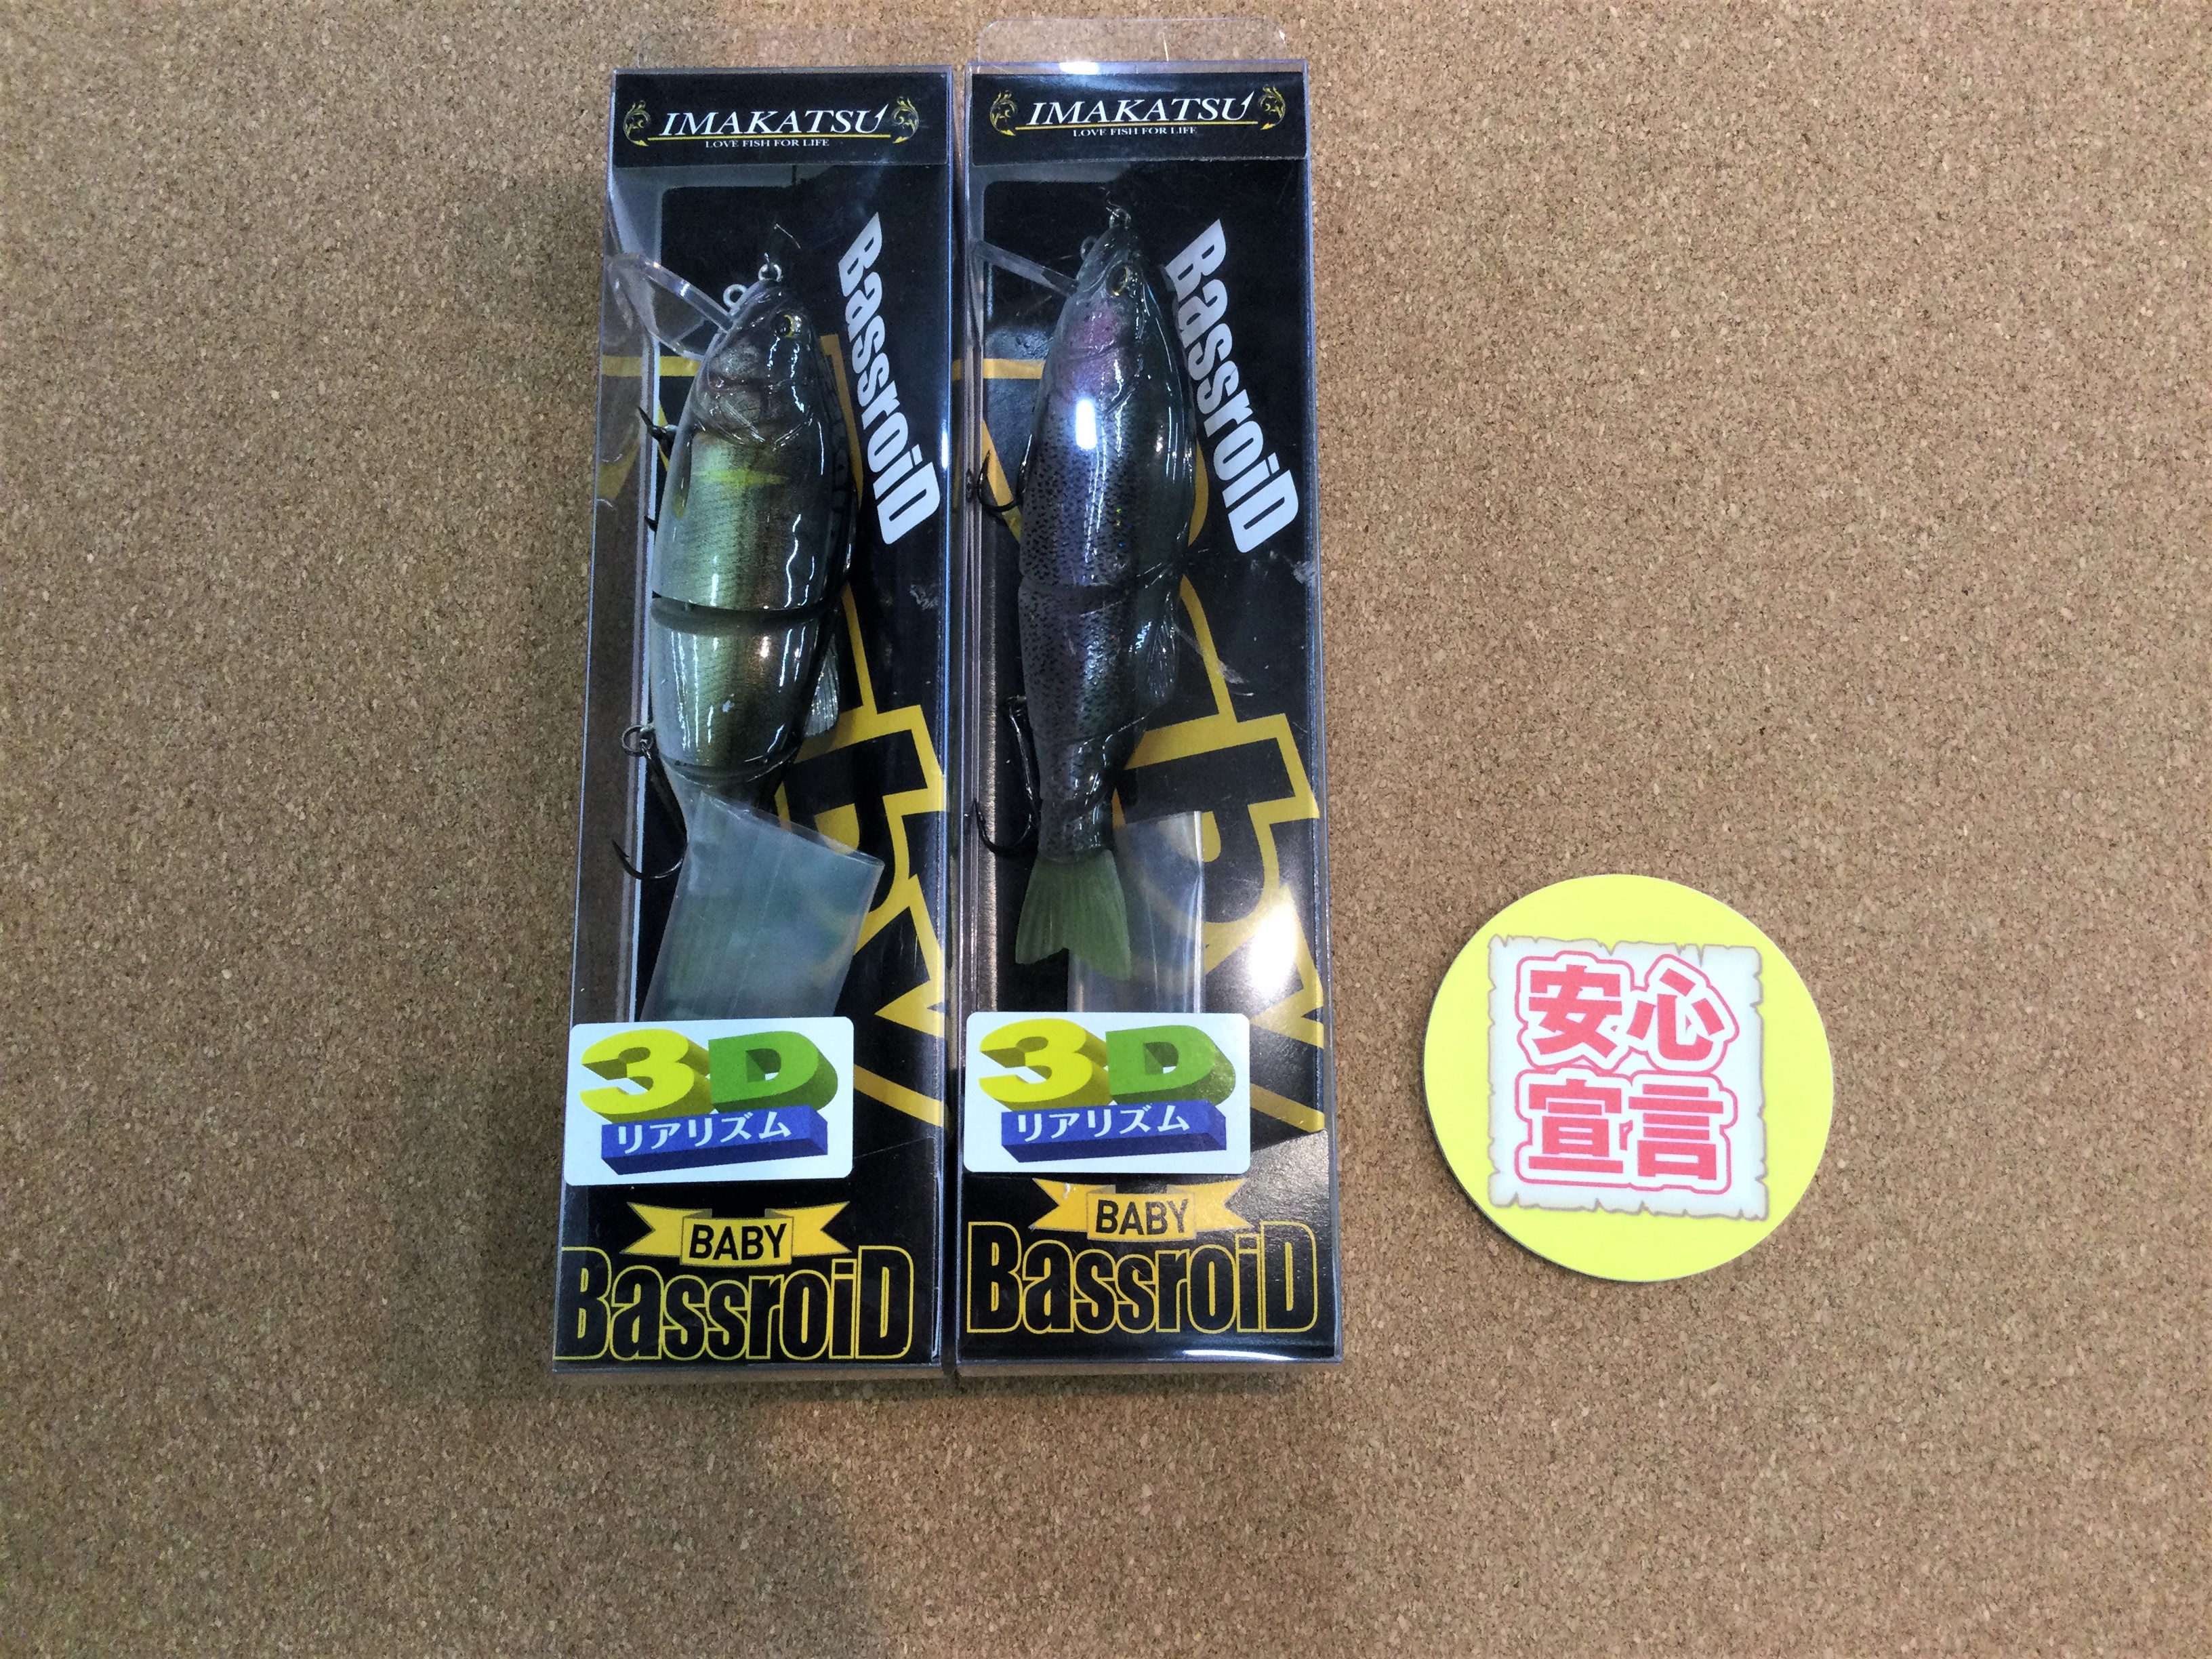 IMAKATSU
LOVE FISH FOR LIFE
BassroiD
3D
リアリズム
BABY
BassroiD
IMAKATSU
LOVE FISH FOR LIFE
BassroiD
3D
リアリズム
BABY
BassroiD
安心
宣言